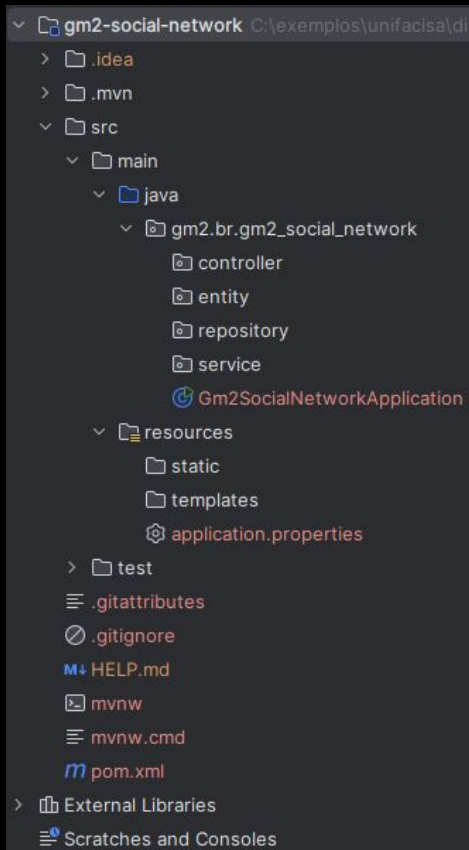 gm2-social-network C:\exemplos\unifacisa\di
.idea
.mvn
src
main
java
gm2.br.gm2_social_network
controller
entity
repository
service
Gm2SocialNetworkApplication
resources
static
templates
application.properties
test
.gitattributes
.gitignore
M↓ HELP.md
mvnw
mvnw.cmd
m pom.xml
External Libraries
Scratches and Consoles